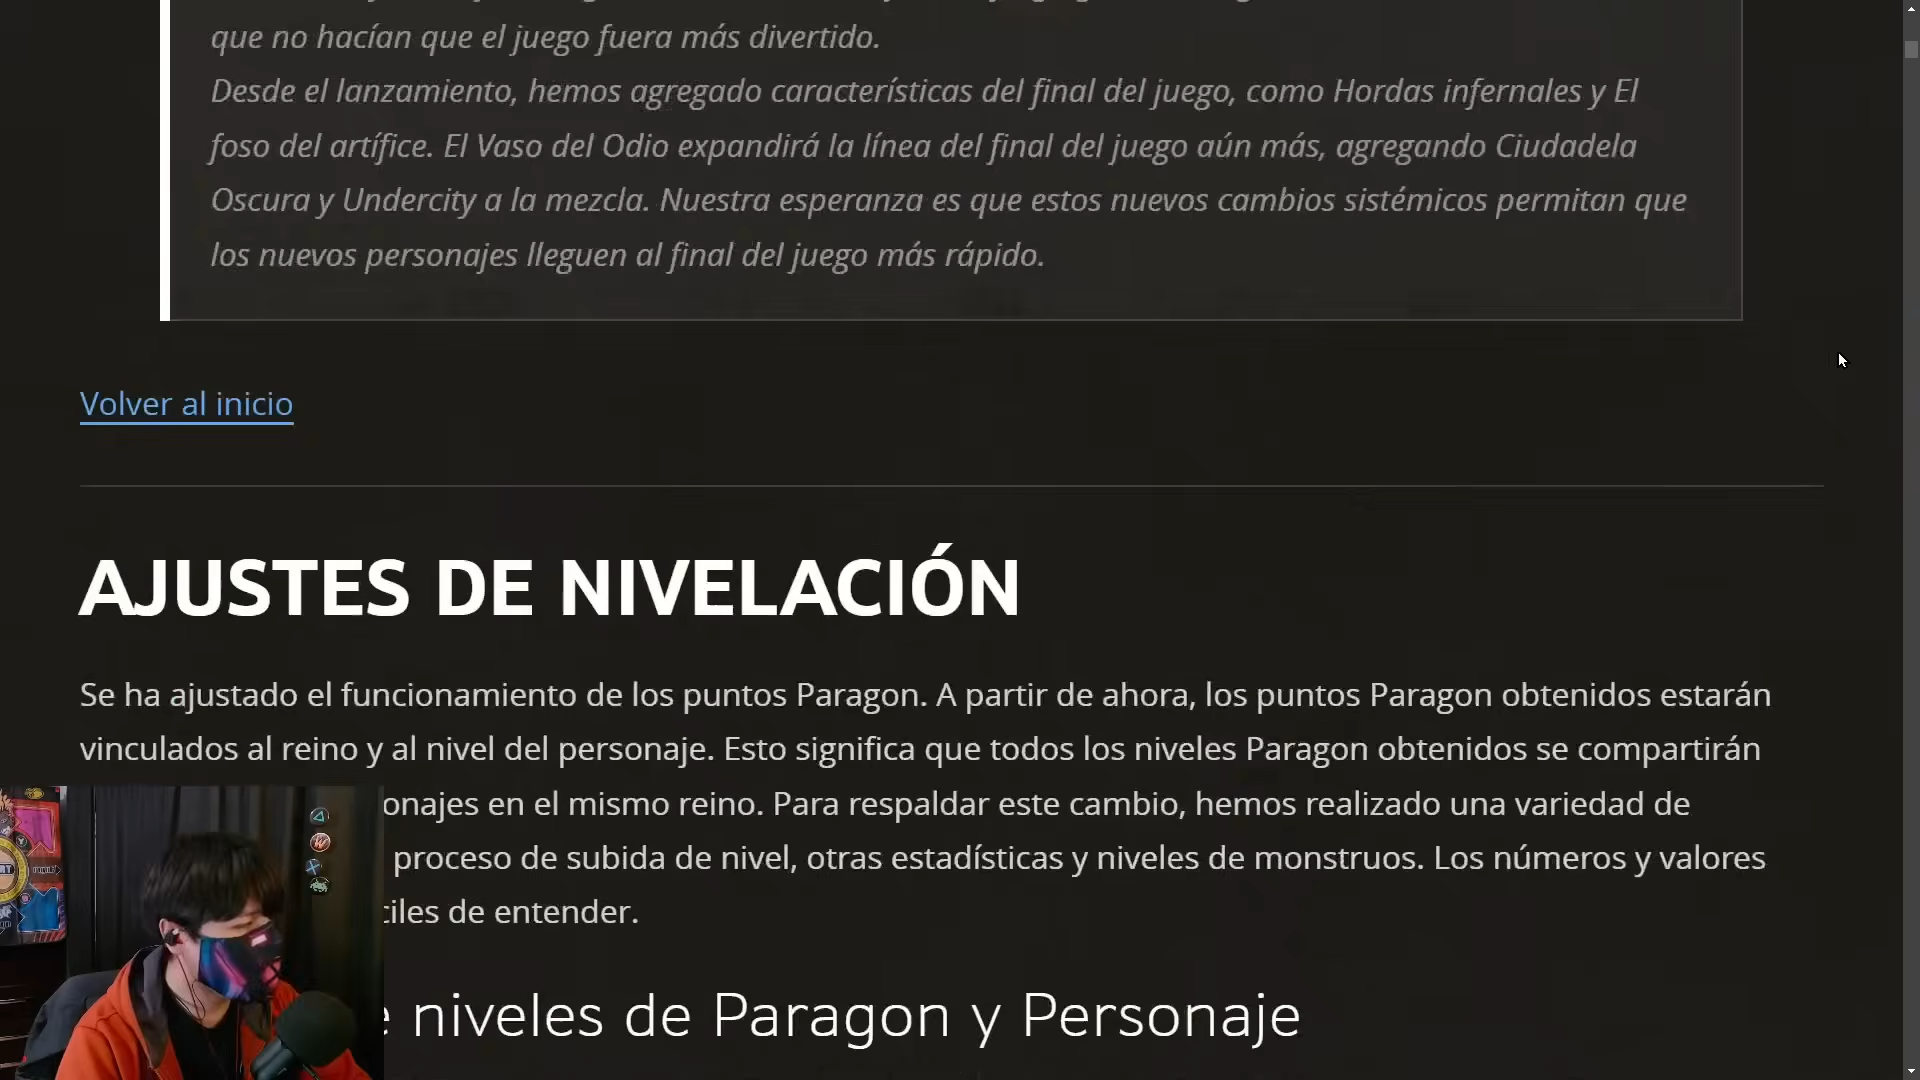 que no hacían que el juego fuera más divertido.
Desde el lanzamiento, hemos agregado características del final del juego, como Hordas infernales y El
foso del artífice. El Vaso del Odio expandirá la línea del final del juego aún más, agregando Ciudadela
Oscura y Undercity a la mezcla. Nuestra esperanza es que estos nuevos cambios sistémicos permitan que
los nuevos personajes lleguen al final del juego más rápido.
Volver al inicio
AJUSTES DE NIVELACIÓN
Se ha ajustado el funcionamiento de los puntos Paragon. A partir de ahora, los puntos Paragon obtenidos estarán
vinculados al reino y al nivel del personaje. Esto significa que todos los niveles Paragon obtenidos se compartirán
onajes en el mismo reino. Para respaldar este cambio, hemos realizado una variedad de
proceso de subida de nivel, otras estadísticas y niveles de monstruos. Los números y valores
ciles de entender.
e niveles de Paragon y Personaje